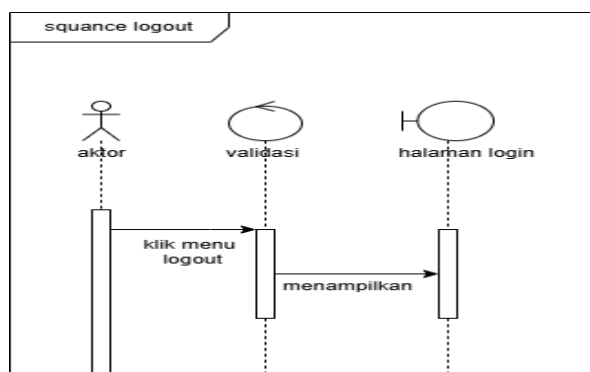 squance logout
aktor
validasi
halaman login
klik menu
logout
menampilkan